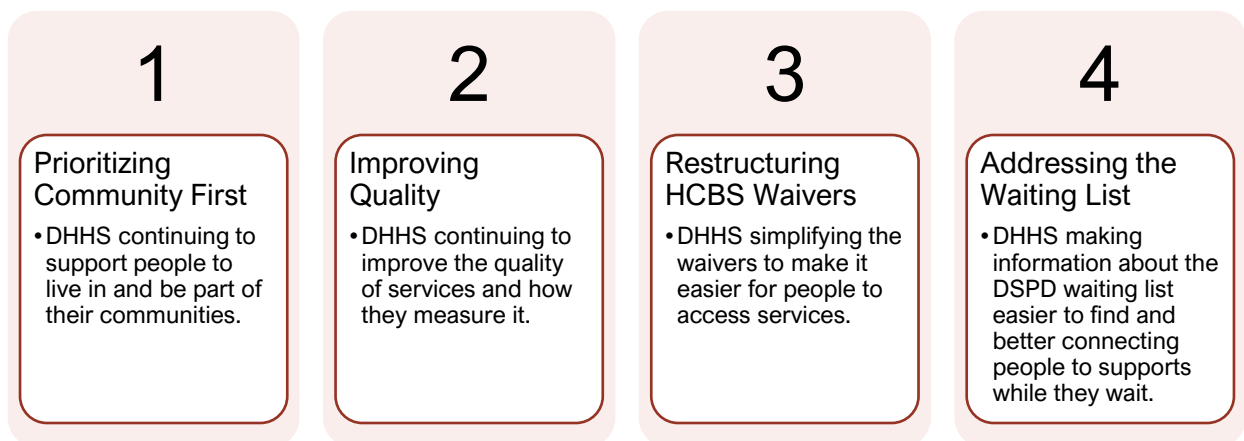 1
Prioritizing
Community First
•DHHS continuing to
support people to
live in and be part of
their communities.
2
Improving
Quality
•DHHS continuing to
improve the quality
of services and how
they measure it.
3
Restructuring
HCBS Waivers
•DHHS simplifying the
waivers to make it
easier for people to
access services.
4
Addressing the
Waiting List
•DHHS making
information about the
DSPD waiting list
easier to find and
better connecting
people to supports
while they wait.